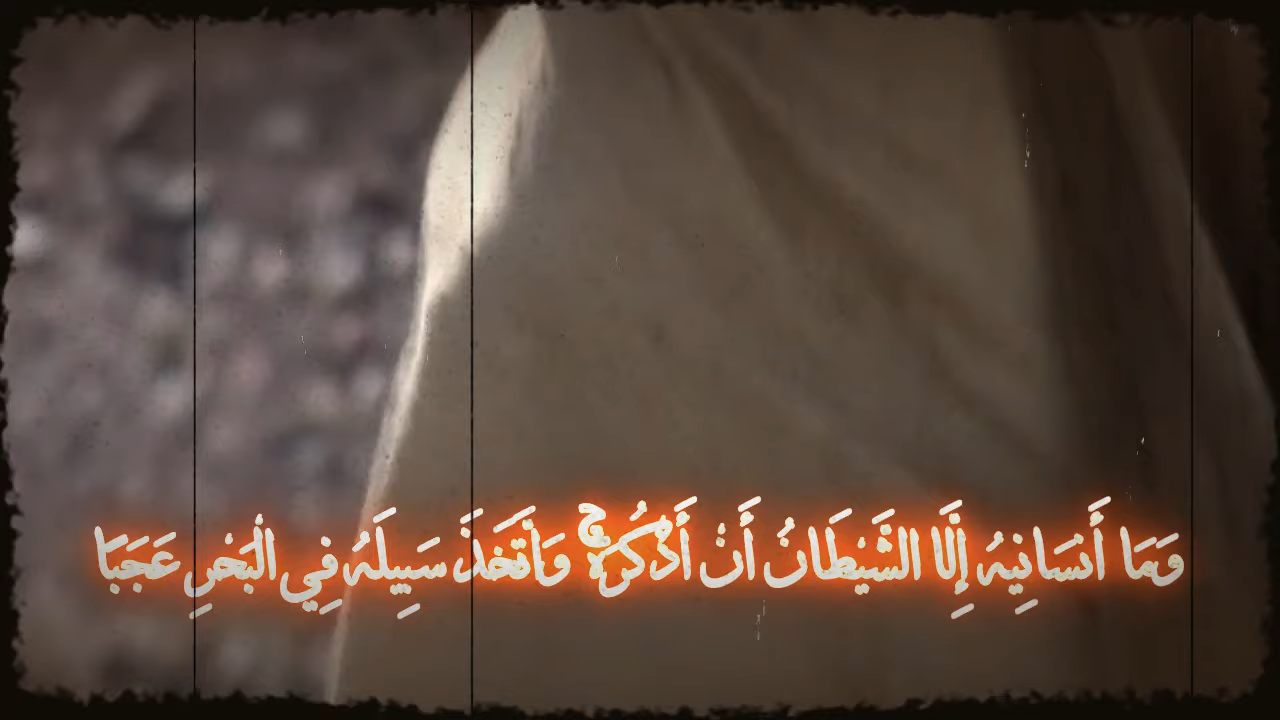 وَمَا أَنسَانِيهُ إِلَّا الشَّيْطَانُ أَنْ أَذْكُرَهُ ۚ وَاتَّخَذَ سَبِيلَهُ فِي الْبَحْرِ عَجَبًا